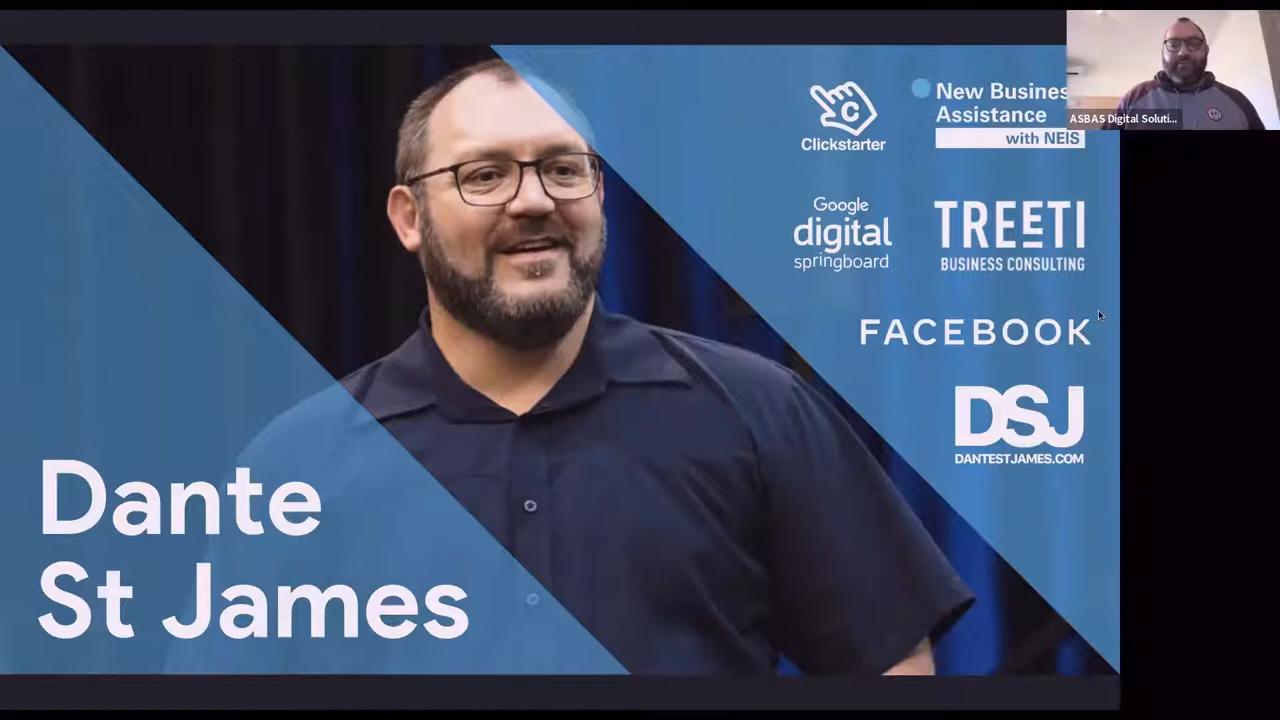 Dante
St James
C
Clickstarter
New Busines
Assistance
with NEIS
Google
digital
springboard
TREETI
BUSINESS CONSULTING
FACEBOOK
DSJ
DANTESTJAMES.COM
ASBAS Digital Soluti...